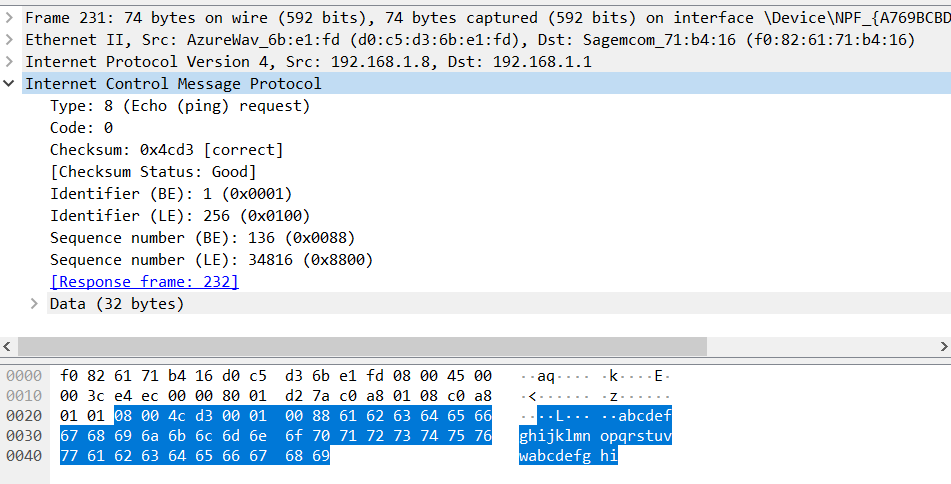 Frame 231: 74 bytes on wire (592 bits), 74 bytes captured (592 bits) on interface \Device\NPF_{A769BCBD
Ethernet II, Src: AzureWav_6b:e1:fd (d0:c5:d3:6b:e1:fd), Dst: Sagemcom_71:b4:16 (f0:82:61:71:b4:16)
Internet Protocol Version 4, Src: 192.168.1.8, Dst: 192.168.1.1
Internet Control Message Protocol
Type: 8 (Echo (ping) request)
Code: 0
Checksum: 0x4cd3 [correct]
[Checksum Status: Good]
Identifier (BE): 1 (0x0001)
Identifier (LE): 256 (0x0100)
Sequence number (BE): 136 (0x0088)
Sequence number (LE): 34816 (0x8800)
[Response frame: 232]
Data (32 bytes)
0000 f0 82 61 71 b4 16 d0 c5 d3 6b e1 fd 08 00 45 00 ··aq···· ·k····E·
0010 00 3c e4 ec 00 00 80 01 d2 7a c0 a8 01 08 c0 a8 ·<······ ·z······
0020 01 01 08 00 4c d3 00 01 00 88 61 62 63 64 65 66 ····L··· ··abcdef
0030 67 68 69 6a 6b 6c 6d 6e 6f 70 71 72 73 74 75 76 ghijklmn opqrstuv
0040 77 61 62 63 64 65 66 67 68 69 wabcdefg hi